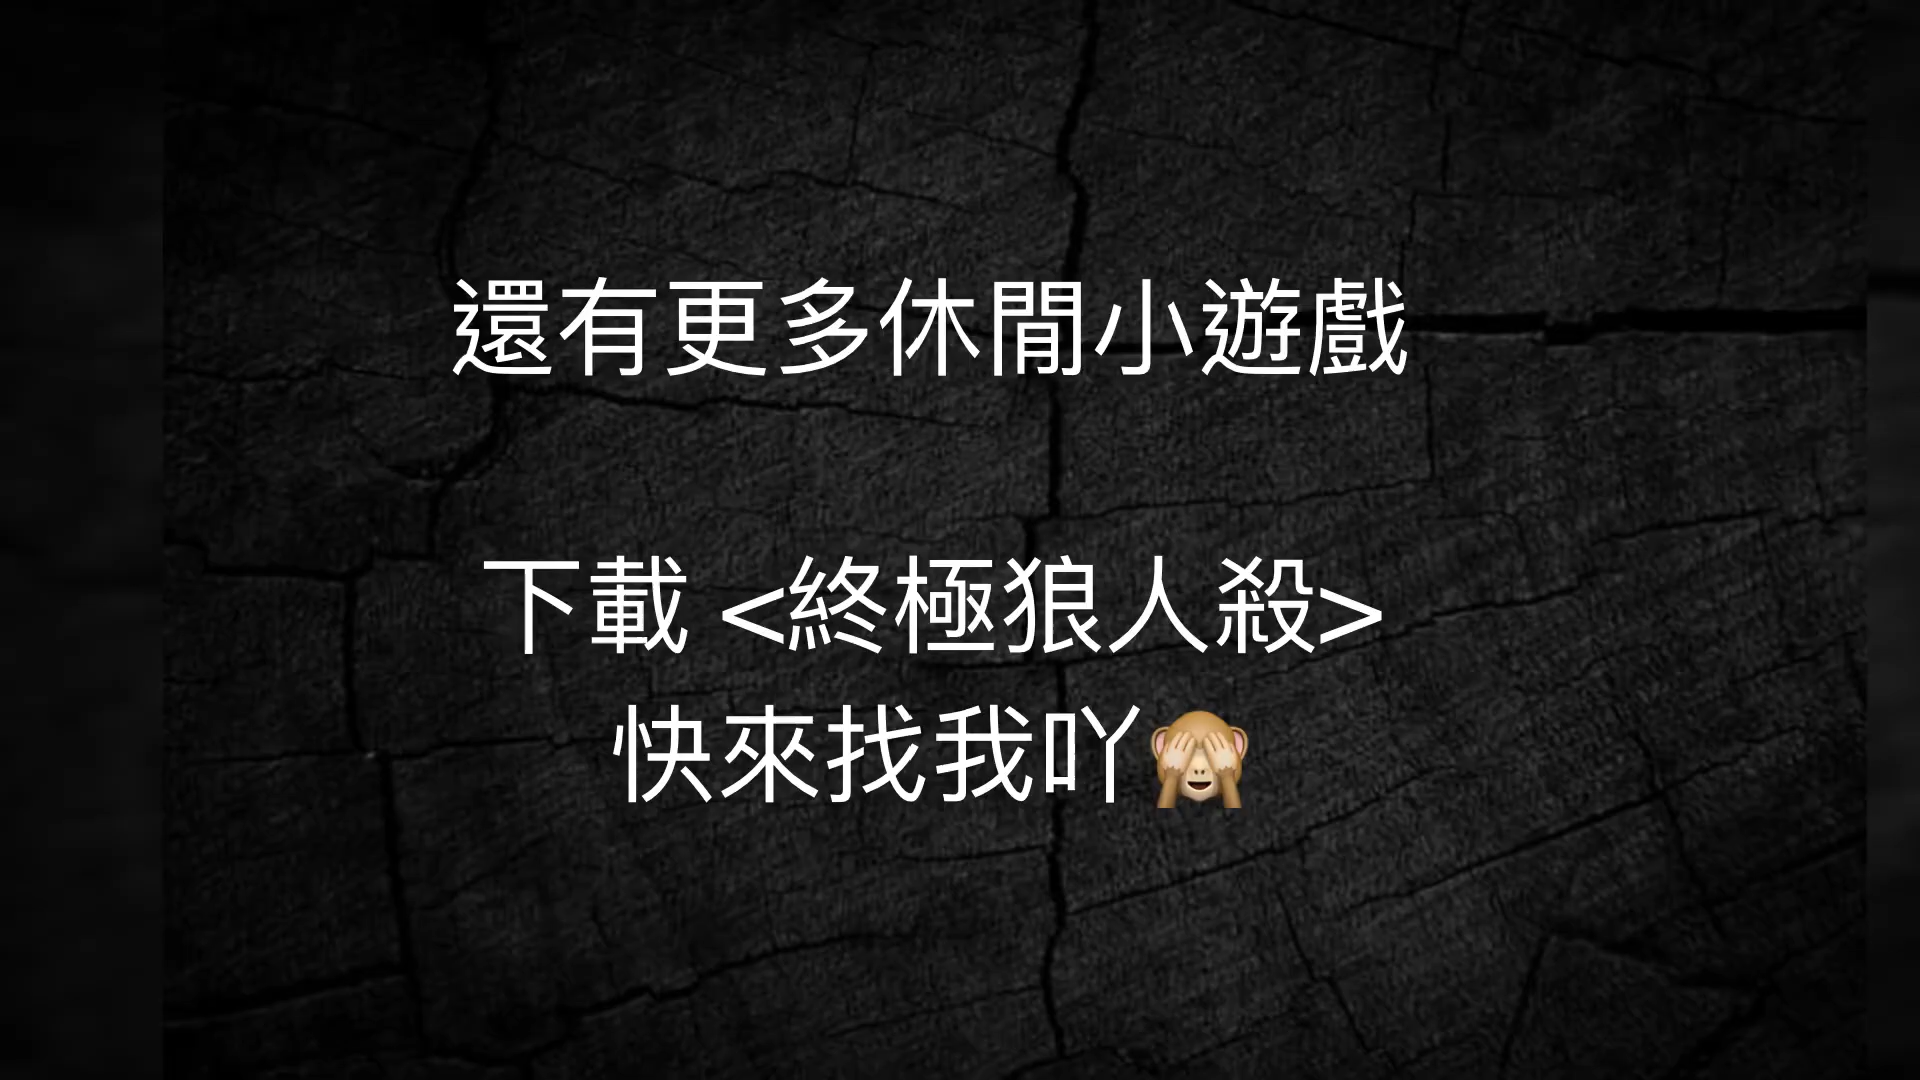 還有更多休閒小遊戲
下載 <終極狼人殺>
快來找我吖🙈